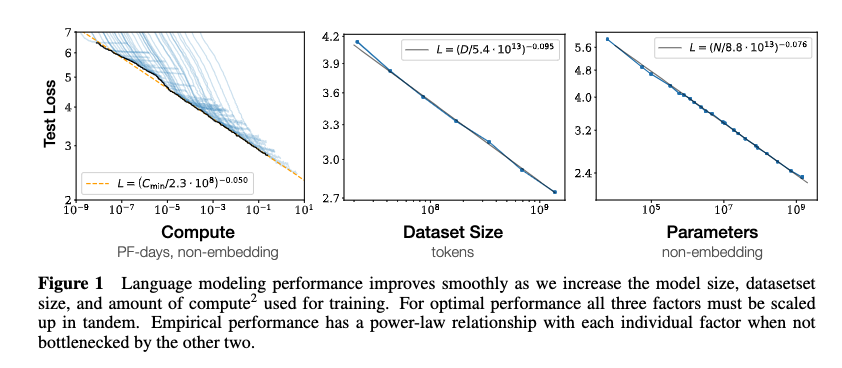 Test Loss
7
6
5
4
3
2
L = (C_min/2.3 · 10^8)^−0.050
10^−9 10^−7 10^−5 10^−3 10^−1 10^1
Compute
PF-days, non-embedding
4.2
3.9
3.6
3.3
3.0
2.7
L = (D/5.4 · 10^13)^−0.095
10^8 10^9
Dataset Size
tokens
5.6
4.8
4.0
3.2
2.4
L = (N/8.8 · 10^13)^−0.076
10^5 10^7 10^9
Parameters
non-embedding
Figure 1 Language modeling performance improves smoothly as we increase the model size, datasetset
size, and amount of compute² used for training. For optimal performance all three factors must be scaled
up in tandem. Empirical performance has a power-law relationship with each individual factor when not
bottlenecked by the other two.